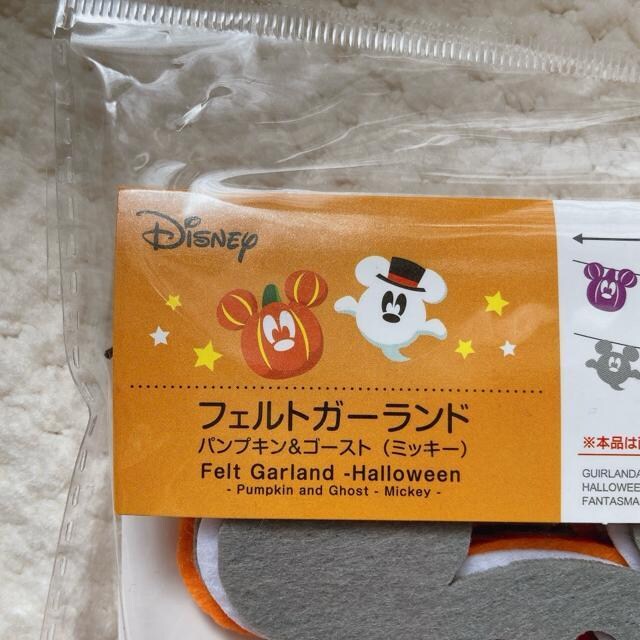 Disney
フェルトガーランド
パンプキン&ゴースト（ミッキー）
Felt Garland -Halloween
- Pumpkin and Ghost - Mickey -
※本品は
GUIRLANDA
HALLOWEE
FANTASMA